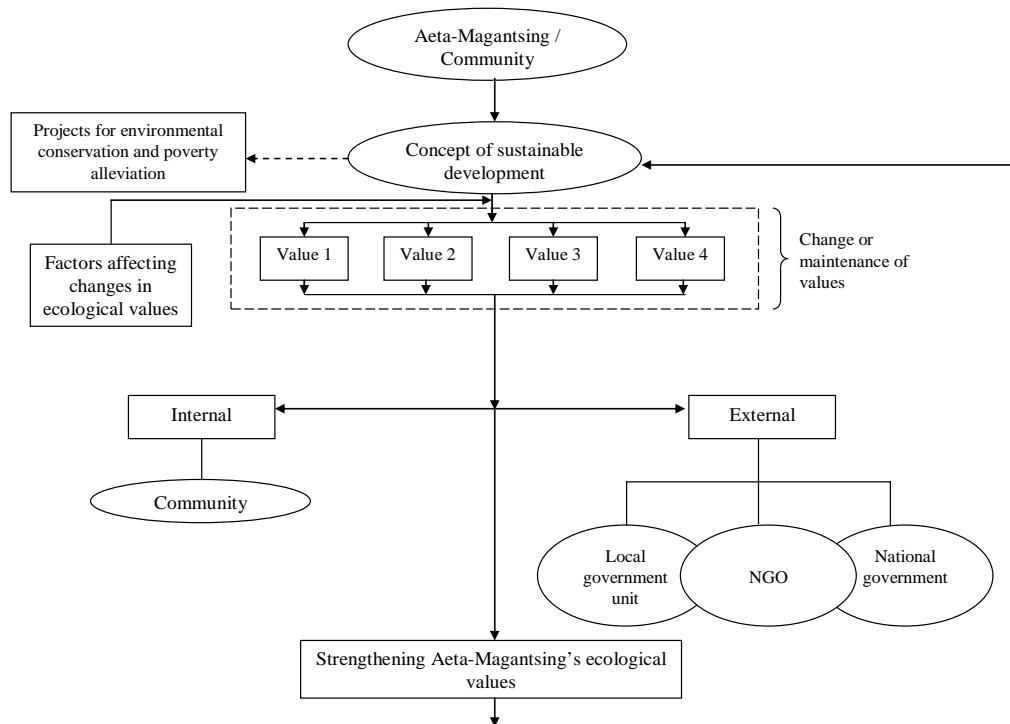 Aeta-Magantsing /
Community
Projects for environmental
conservation and poverty
alleviation
Concept of sustainable
development
Factors affecting
changes in
ecological values
Value 1
Value 2
Value 3
Value 4
Change or
maintenance of
values
Internal
External
Community
Local
government
unit
NGO
National
government
Strengthening Aeta-Magantsing’s ecological
values